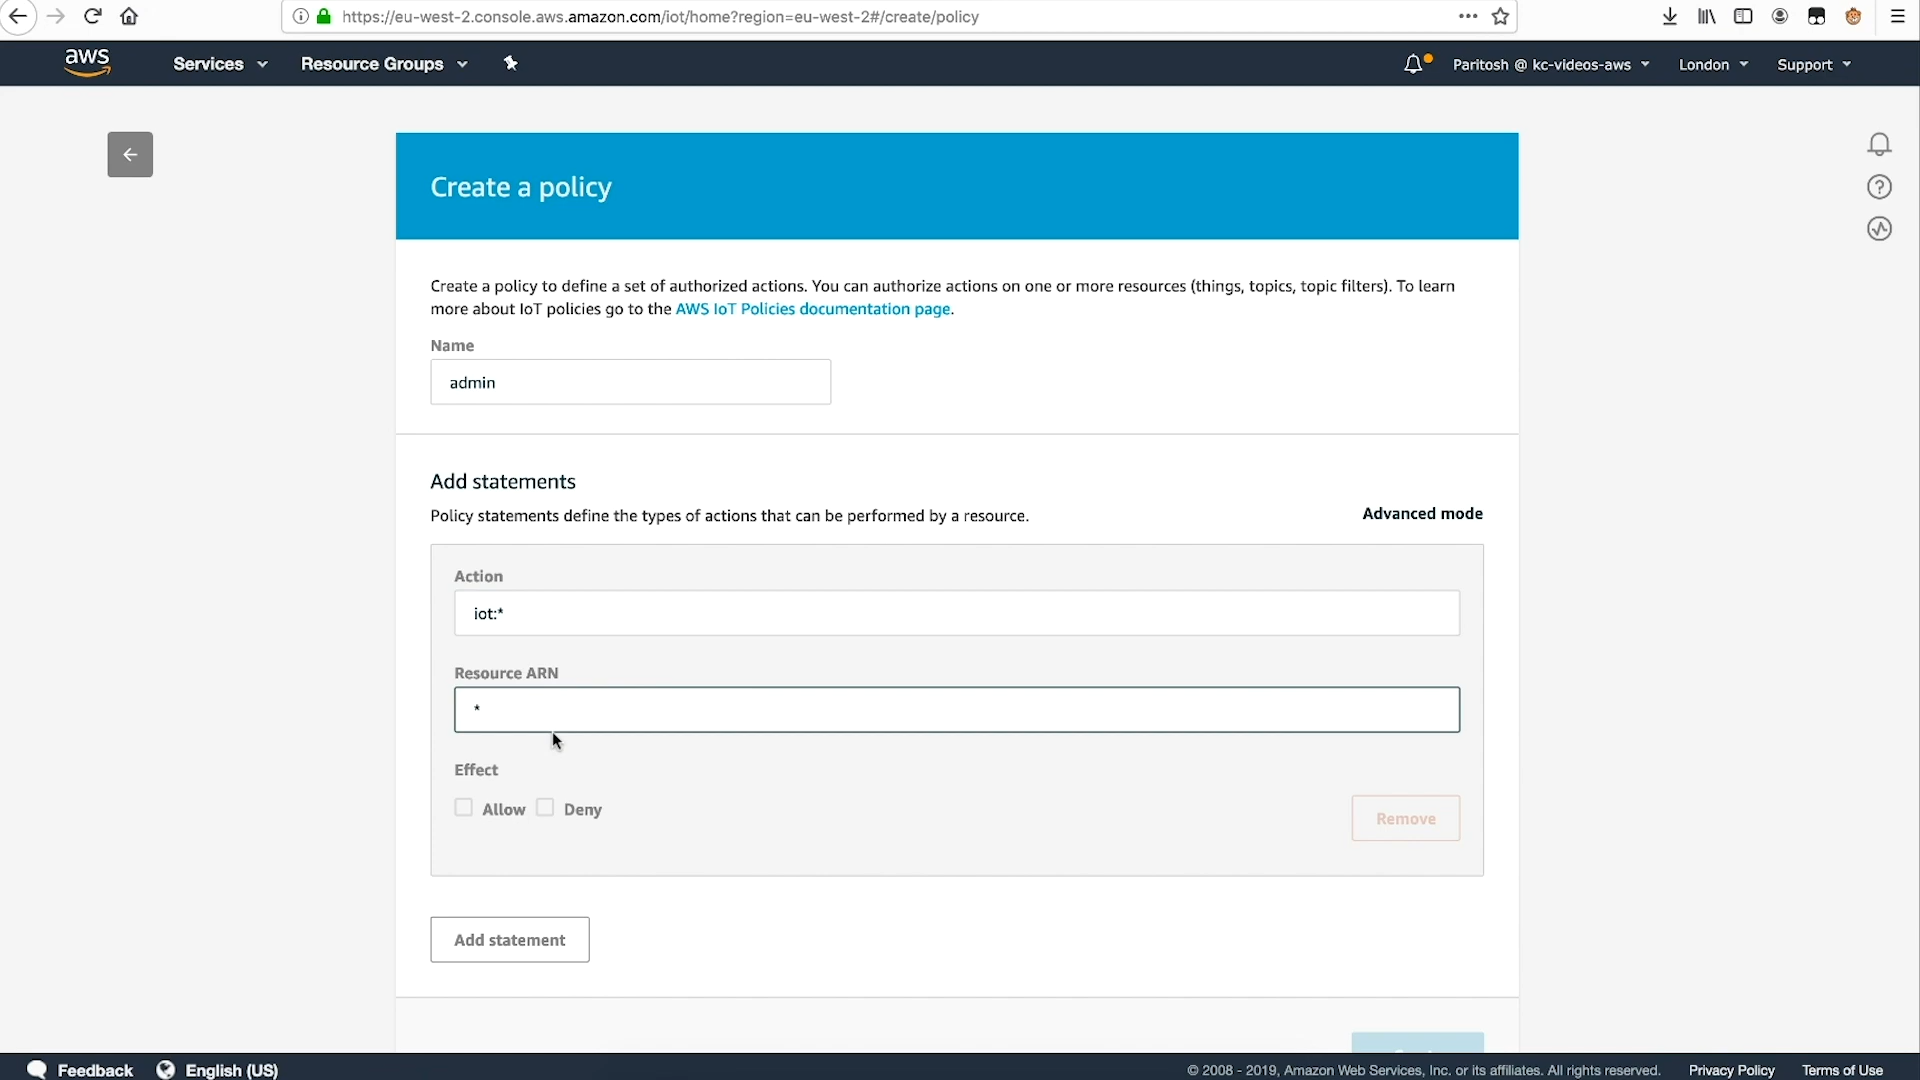 https://eu-west-2.console.aws.amazon.com/iot/home?region=eu-west-2#/create/policy
aws
Services
Resource Groups
Paritosh @ kc-videos-aws
London
Support
Create a policy
Create a policy to define a set of authorized actions. You can authorize actions on one or more resources (things, topics, topic filters). To learn
more about IoT policies go to the AWS IoT Policies documentation page.
Name
admin
Add statements
Policy statements define the types of actions that can be performed by a resource.
Advanced mode
Action
iot:*
Resource ARN
*
Effect
Allow
Deny
Remove
Add statement
Feedback
English (US)
© 2008 - 2019, Amazon Web Services, Inc. or its affiliates. All rights reserved.
Privacy Policy
Terms of Use